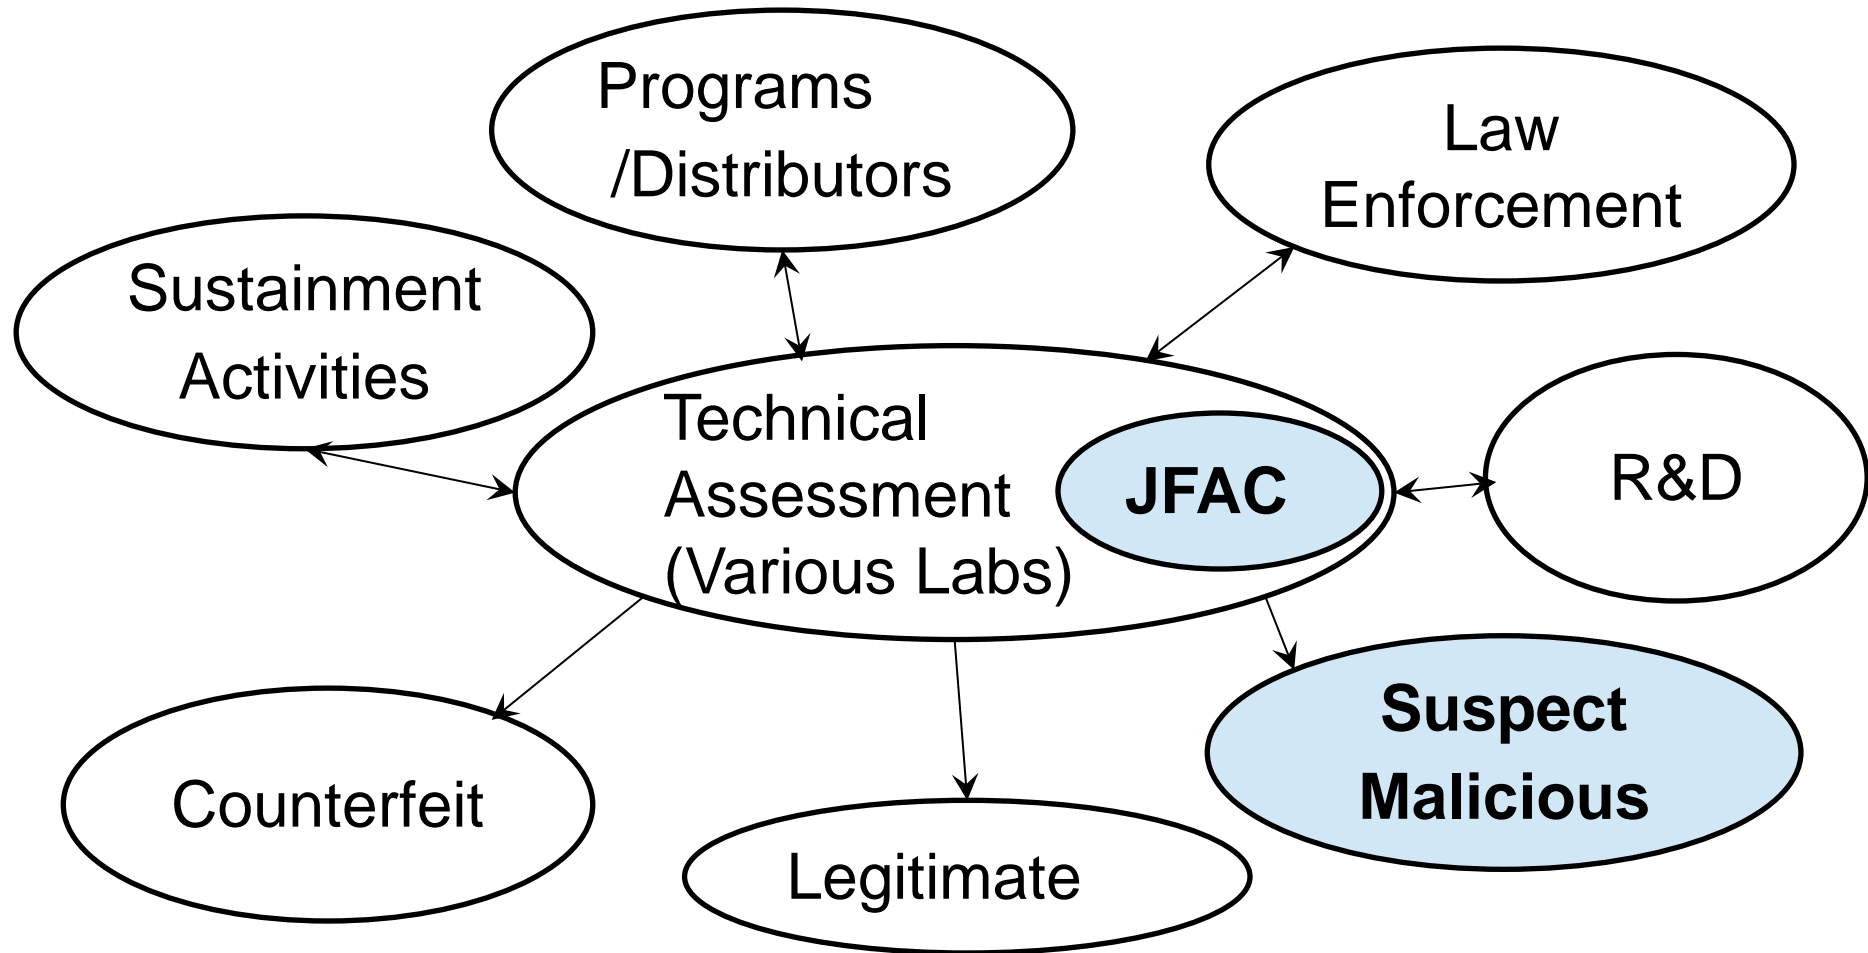 Programs
/Distributors
Law
Enforcement
Sustainment
Activities
Technical
Assessment
(Various Labs)
JFAC
R&D
Suspect
Malicious
Counterfeit
Legitimate